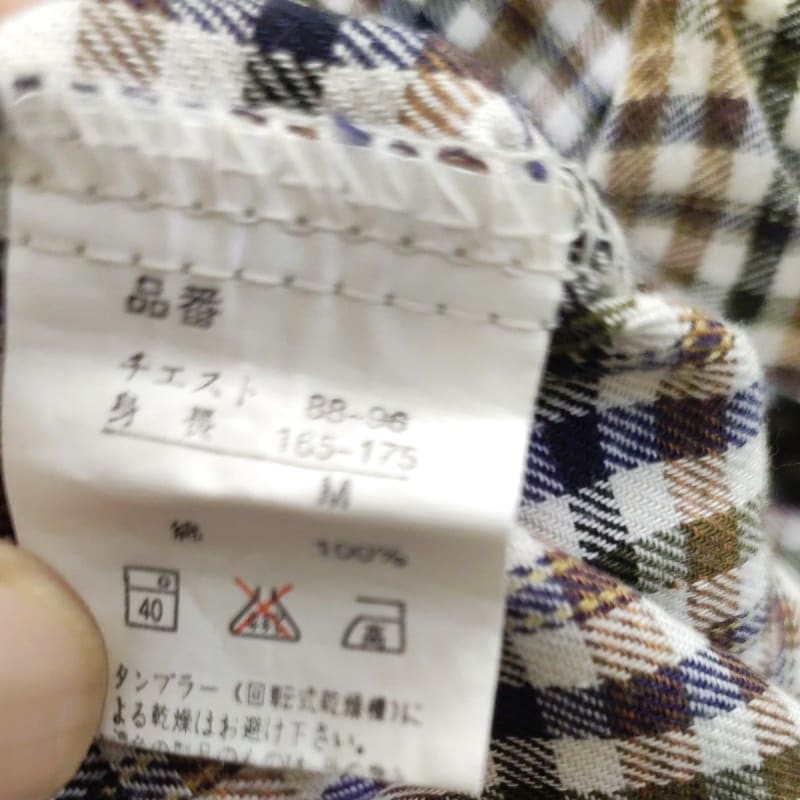 品番
チエスト 88-96
身長 165-175
M
綿 100%
40
高
タンブラー(回転式乾燥機)に
よる乾燥はお避け下さい。